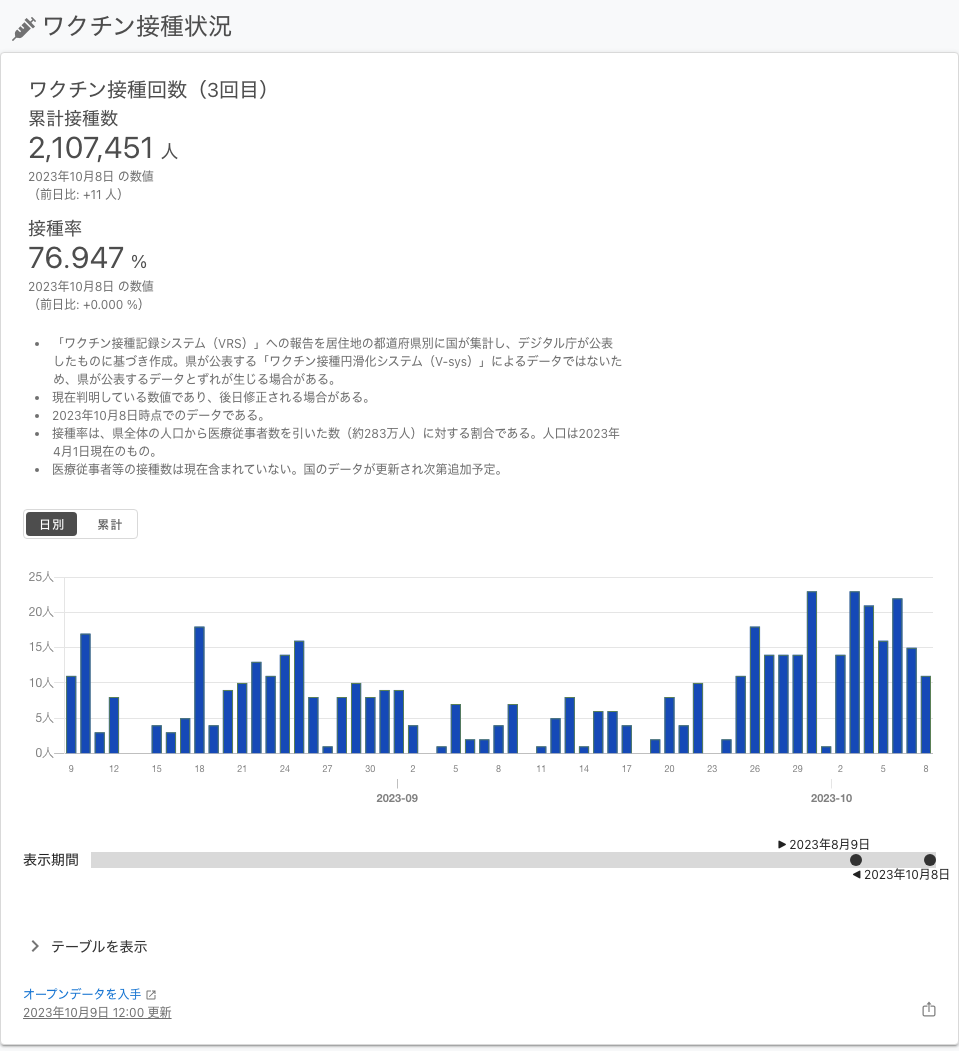 ワクチン接種状況
ワクチン接種回数（3回目）
累計接種数
2,107,451 人
2023年10月8日 の数値
（前日比: +11 人）
接種率
76.947 %
2023年10月8日 の数値
（前日比: +0.000 %）
• 「ワクチン接種記録システム（VRS）」への報告を居住地の都道府県別に国が集計し、デジタル庁が公表
したものに基づき作成。県が公表する「ワクチン接種円滑化システム（V-sys）」によるデータではないた
め、県が公表するデータとずれが生じる場合がある。
• 現在判明している数値であり、後日修正される場合がある。
• 2023年10月8日時点でのデータである。
• 接種率は、県全体の人口から医療従事者数を引いた数（約283万人）に対する割合である。人口は2023年
4月1日現在のもの。
• 医療従事者等の接種数は現在含まれていない。国のデータが更新され次第追加予定。
日別 累計
25人
20人
15人
10人
5人
0人
9 12 15 18 21 24 27 30 2 5 8 11 14 17 20 23 26 29 2 5 8
2023-09 2023-10
▶ 2023年8月9日
表示期間
◀ 2023年10月8日
テーブルを表示
オープンデータを入手
2023年10月9日 12:00 更新